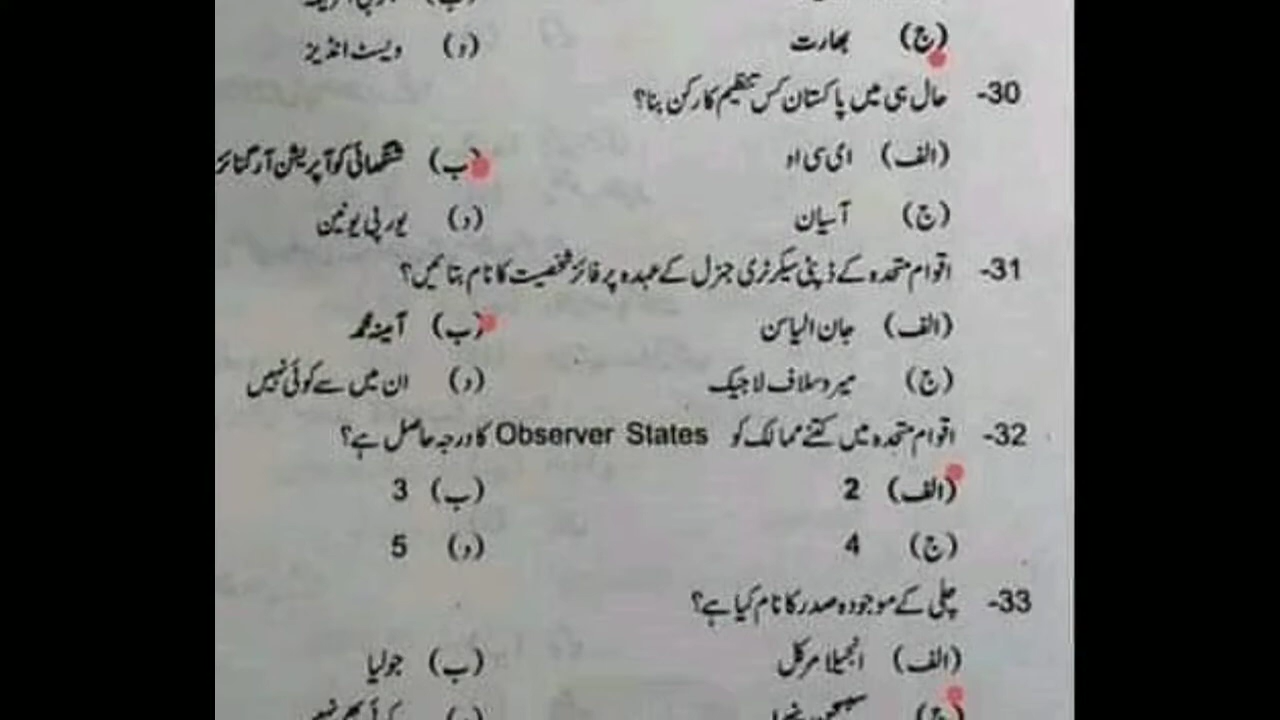 (ج) بھارت (د) ویسٹ انڈیز
30- حال ہی میں پاکستان کس تنظیم کا رکن بنا؟
(الف) ای سی او (ب) شنگھائی کوآپریشن آرگنائز
(ج) آسیان (د) یورپی یونین
31- اقوام متحدہ کے ڈپٹی سیکرٹری جنرل کے عہدہ پر فائز شخصیت کا نام بتائیں؟
(الف) جان الیاسن (ب) آمینہ محمد
(ج) میروسلاف لاجیک (د) ان میں سے کوئی نہیں
32- اقوام متحدہ میں کتنے ممالک کو Observer States کا درجہ حاصل ہے؟
(الف) 2 (ب) 3
(ج) 4 (د) 5
33- چلی کے موجودہ صدر کا نام کیا ہے؟
(الف) انجیلا مرکل (ب) جولیا
(ج) (د)